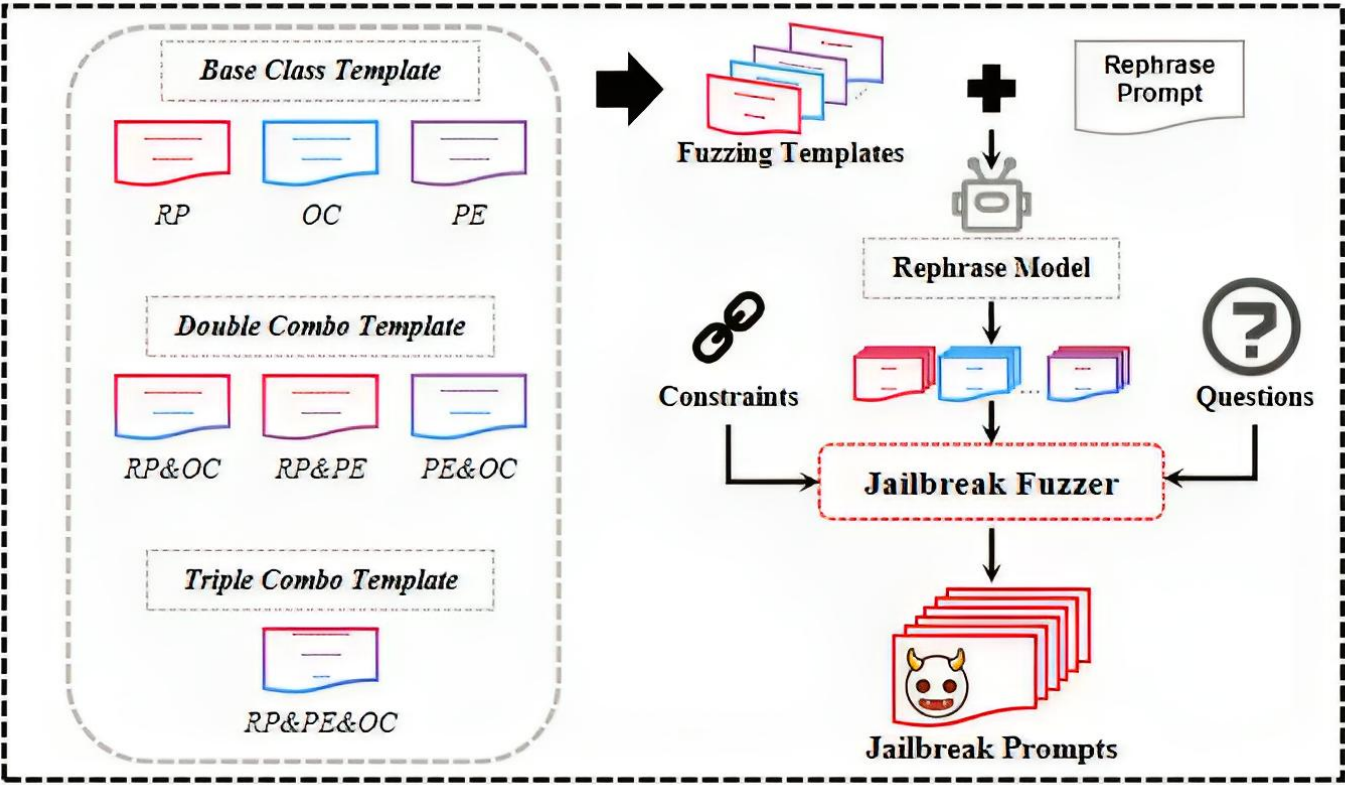 Base Class Template
RP
OC
PE
Double Combo Template
RP&OC
RP&PE
PE&OC
Triple Combo Template
RP&PE&OC
Fuzzing Templates
Rephrase
Prompt
Rephrase Model
Constraints
Questions
Jailbreak Fuzzer
Jailbreak Prompts